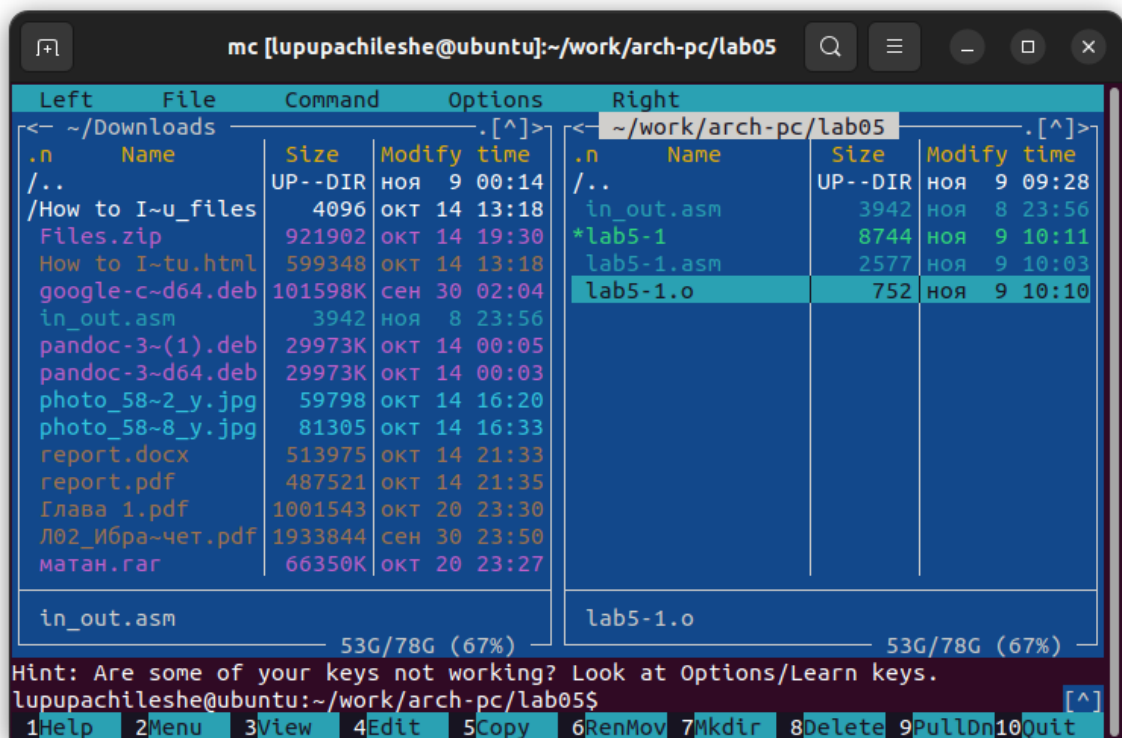 mc [lupupachileshe@ubuntu]:~/work/arch-pc/lab05
Left File Command Options Right
<─ ~/Downloads ─.[^]>
.n Name Size Modify time
/.. UP--DIR ноя 9 00:14
/How to I~u_files 4096 окт 14 13:18
Files.zip 921902 окт 14 19:30
How to I~tu.html 599348 окт 14 13:18
google-c~d64.deb 101598K сен 30 02:04
in_out.asm 3942 ноя 8 23:56
pandoc-3~(1).deb 29973K окт 14 00:05
pandoc-3~d64.deb 29973K окт 14 00:03
photo_58~2_y.jpg 59798 окт 14 16:20
photo_58~8_y.jpg 81305 окт 14 16:33
report.docx 513975 окт 14 21:33
report.pdf 487521 окт 14 21:35
Глава 1.pdf 1001543 окт 20 23:30
Л02_Ибра~чет.pdf 1933844 сен 30 23:50
матан.гаг 66350K окт 20 23:27
in_out.asm
53G/78G (67%)
<─ ~/work/arch-pc/lab05 ─.[^]>
.n Name Size Modify time
/.. UP--DIR ноя 9 09:28
in_out.asm 3942 ноя 8 23:56
*lab5-1 8744 ноя 9 10:11
lab5-1.asm 2577 ноя 9 10:03
lab5-1.o 752 ноя 9 10:10
lab5-1.o
53G/78G (67%)
Hint: Are some of your keys not working? Look at Options/Learn keys.
lupupachileshe@ubuntu:~/work/arch-pc/lab05$ [^]
1Help 2Menu 3View 4Edit 5Copy 6RenMov 7Mkdir 8Delete 9PullDn 10Quit